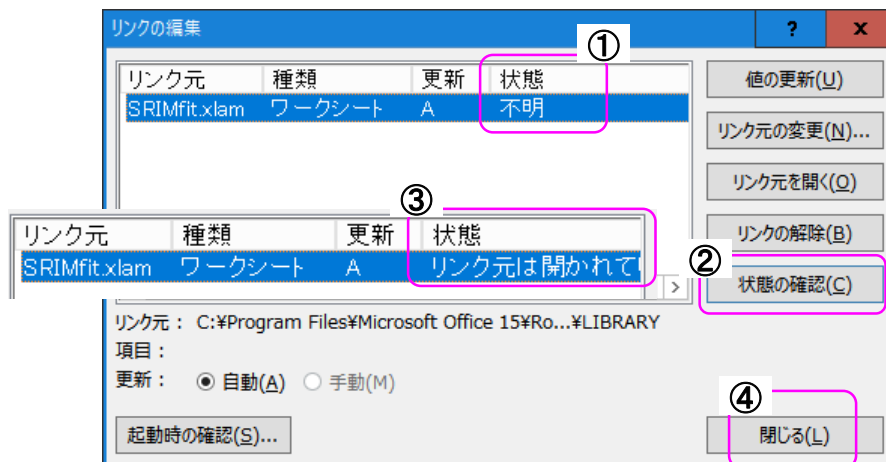 リンクの編集 ? x
①
リンク元 種類 更新 状態
SRIMfit.xlam ワークシート A 不明
値の更新(U)
リンク元の変更(N)...
リンク元を開く(O)
リンクの解除(B)
②
状態の確認(C)
③
リンク元 種類 更新 状態
SRIMfit.xlam ワークシート A リンク元は開かれてい
リンク元： C:¥Program Files¥Microsoft Office 15¥Ro...¥LIBRARY
項目：
更新： 自動(A) 手動(M)
④
起動時の確認(S)... 閉じる(L)